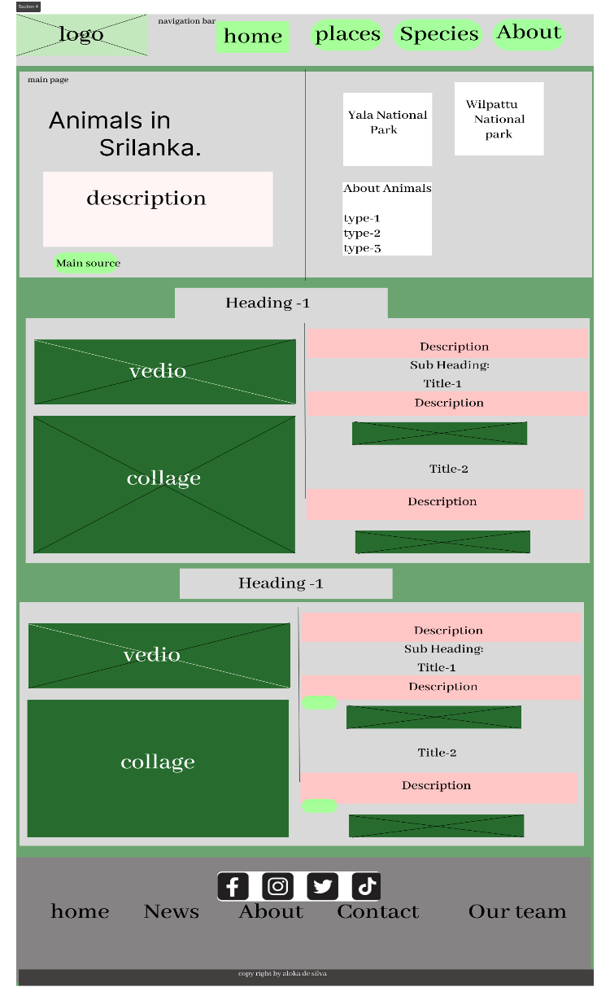 Section 4
logo
navigation bar
home
places
Species
About
main page
Animals in
Srilanka.
description
Main source
Yala National
Park
Wilpattu
National
park
About Animals
type-1
type-2
type-3
Heading -1
vedio
collage
Description
Sub Heading:
Title-1
Description
Title-2
Description
Heading -1
vedio
collage
Description
Sub Heading:
Title-1
Description
Title-2
Description
home News About Contact Our team
copy right by aloka de silva